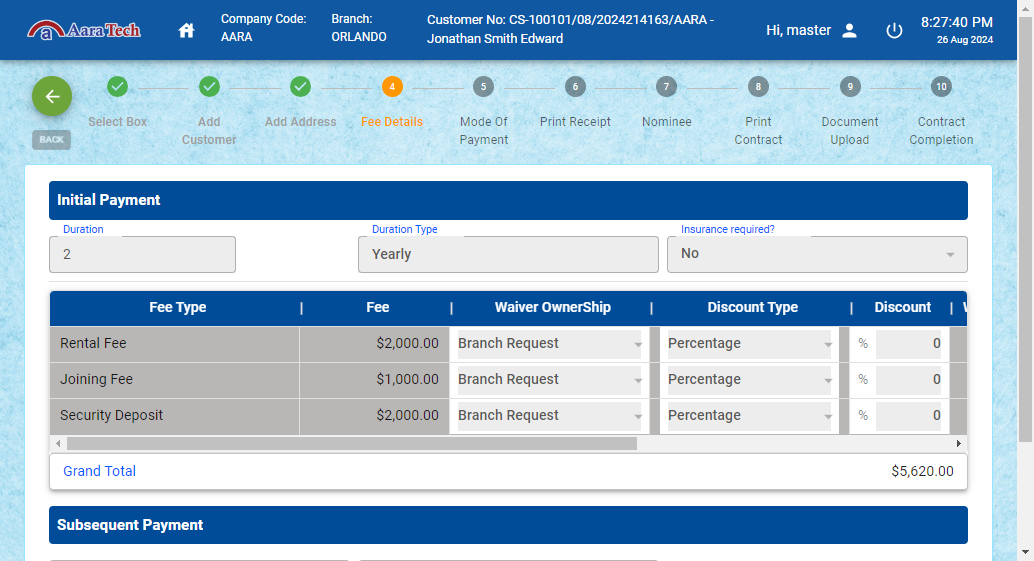 Aara Tech
Company Code:
AARA
Branch:
ORLANDO
Customer No: CS-100101/08/2024214163/AARA -
Jonathan Smith Edward
Hi, master
8:27:40 PM
26 Aug 2024
BACK
Select Box
Add
Customer
Add Address
4
Fee Details
5
Mode Of
Payment
6
Print Receipt
7
Nominee
8
Print
Contract
9
Document
Upload
10
Contract
Completion
Initial Payment
Duration
2
Duration Type
Yearly
Insurance required?
No
Fee Type | Fee | Waiver OwnerShip | Discount Type | Discount |
Rental Fee $2,000.00 Branch Request Percentage % 0
Joining Fee $1,000.00 Branch Request Percentage % 0
Security Deposit $2,000.00 Branch Request Percentage % 0
Grand Total $5,620.00
Subsequent Payment